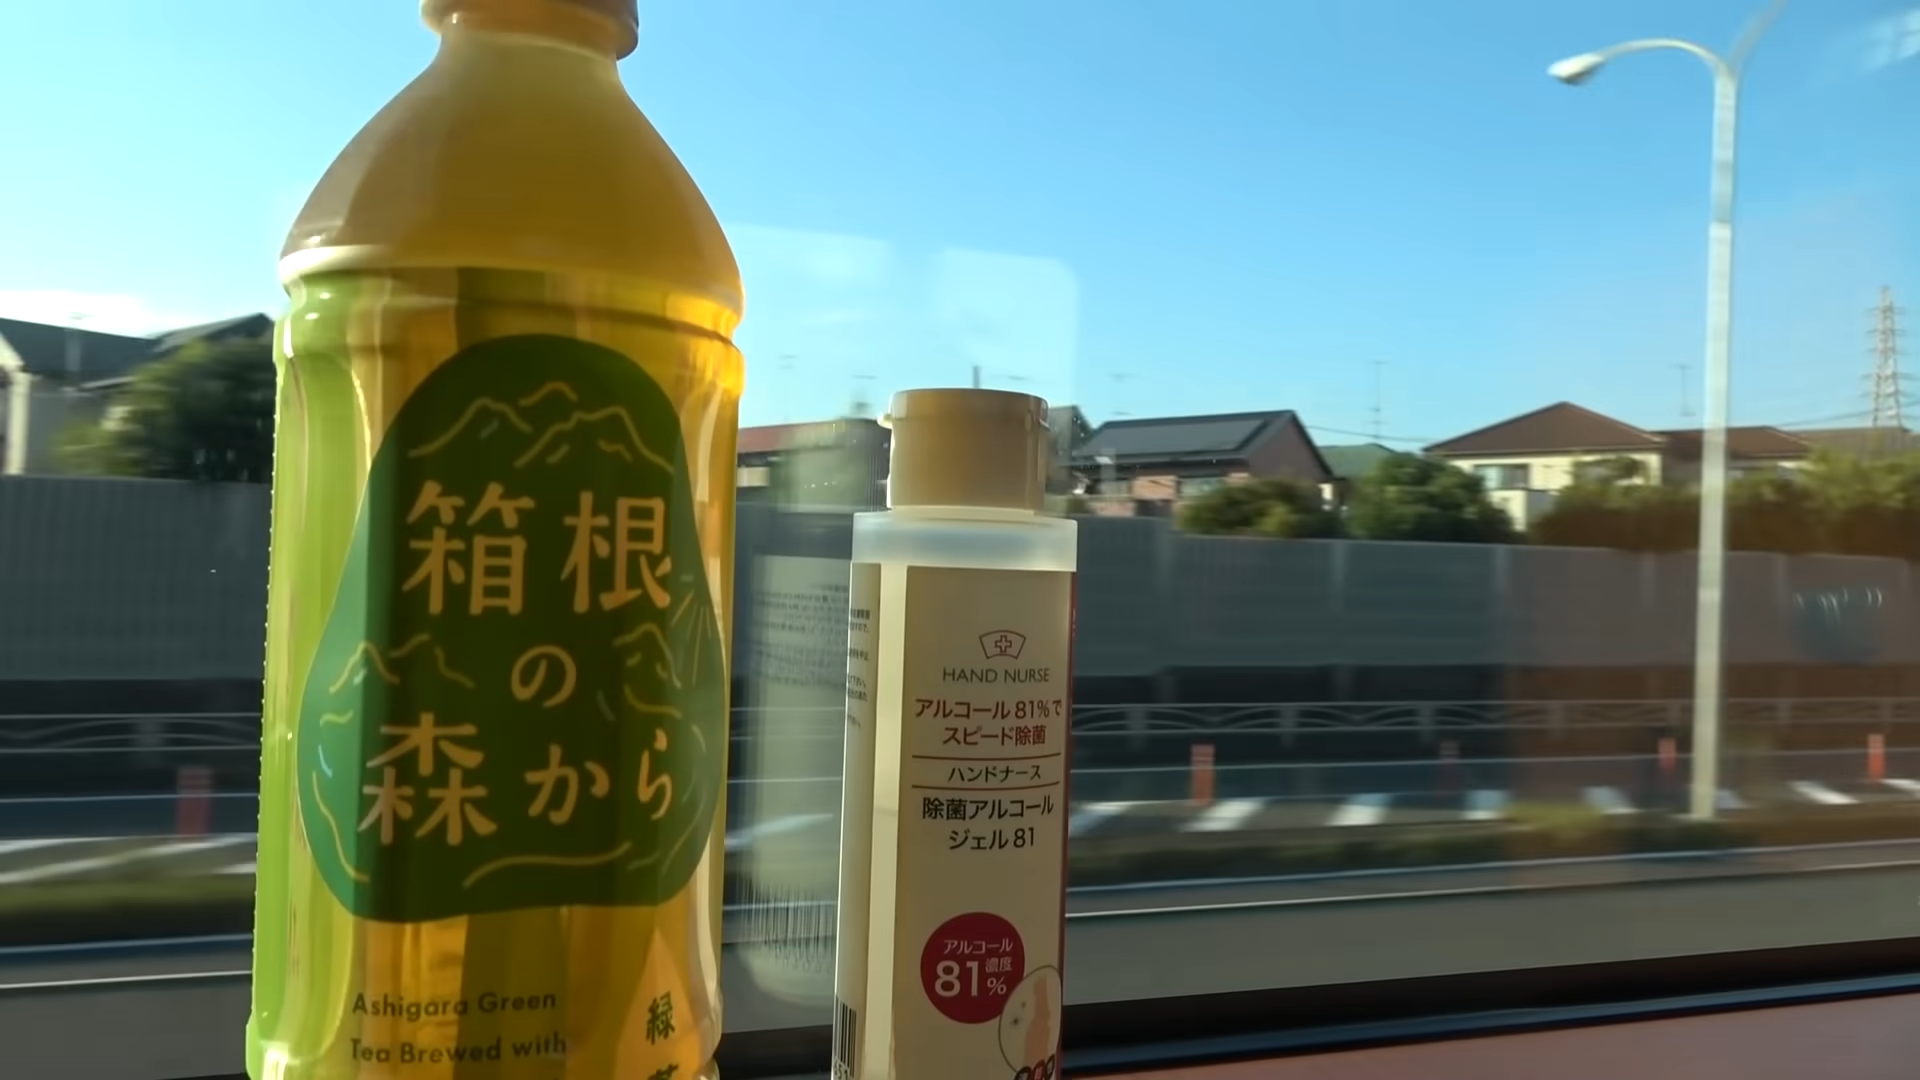 箱根
の
森から
Ashigara Green
Tea Brewed with
緑
HAND NURSE
アルコール81%で
スピード除菌
ハンドナース
除菌アルコール
ジェル81
アルコール
濃度
81%